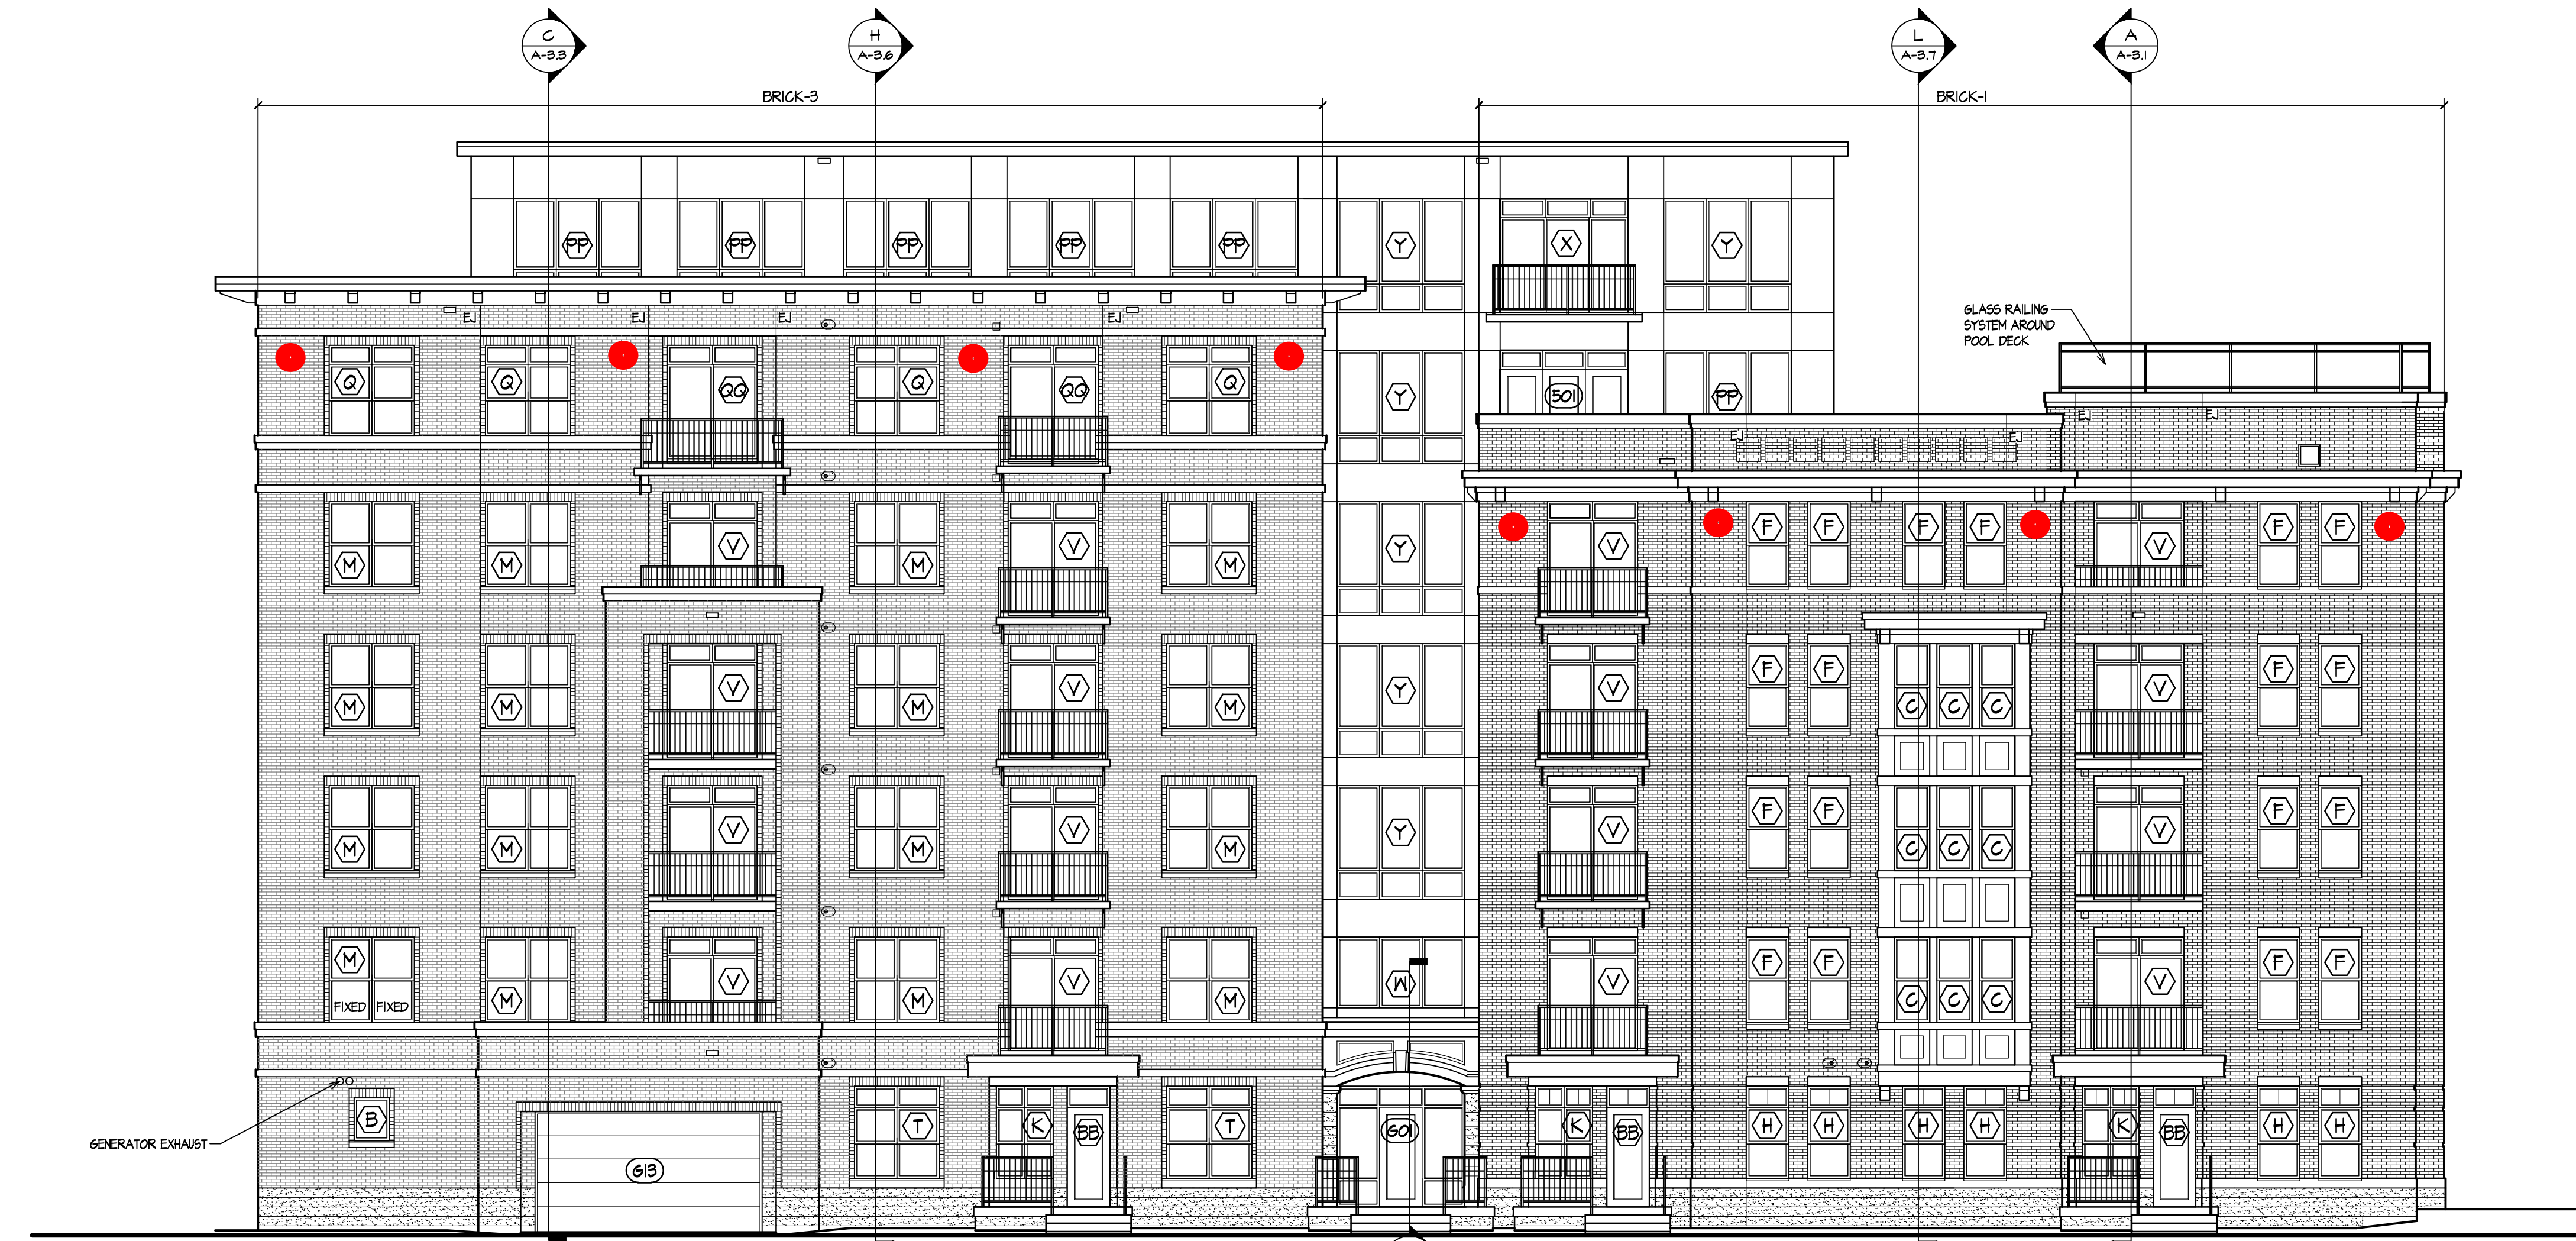 C H L A
A-3.3 A-3.6 A-3.7 A-3.1
BRICK-3 BRICK-1
PP PP PP PP PP Y X Y
GLASS RAILING
SYSTEM AROUND
POOL DECK
EJ EJ EJ EJ
Q Q QQ Q QQ Q Y 501 PP
EJ EJ
EJ EJ
F F F F F F
M M V M V M Y V V
F F F F
M M V M V M Y V C C C V
F F F F
M M V M V M Y V C C C V
M F F F F
V V W V V
FIXED FIXED M M M C C C
GENERATOR EXHAUST
B T K BB T G01 K BB H H H H K BB H H
G13